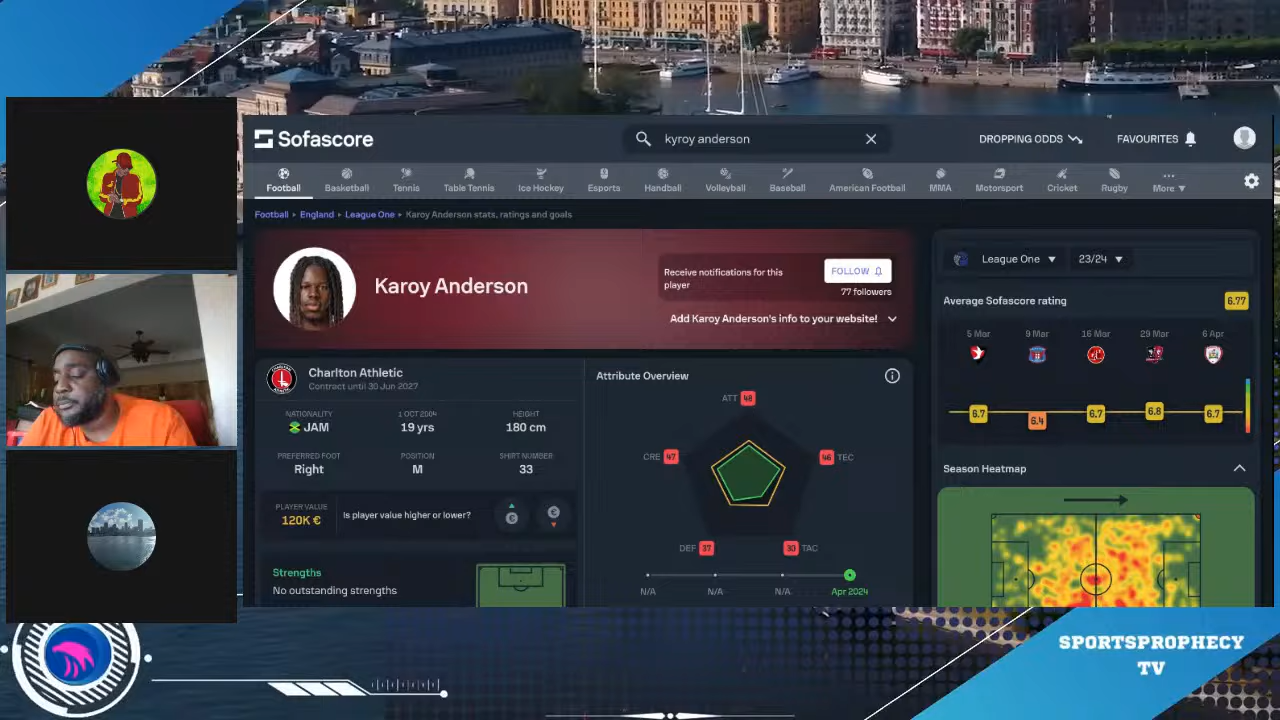 Sofascore
kyroy anderson
DROPPING ODDS
FAVOURITES
Football
Basketball
Tennis
Table Tennis
Ice Hockey
Esports
Handball
Volleyball
Baseball
American Football
MMA
Motorsport
Cricket
Rugby
More
Football England League One Karoy Anderson stats, ratings and goals
Karoy Anderson
Receive notifications for this
player
FOLLOW
77 followers
Add Karoy Anderson's info to your website!
League One
23/24
Average Sofascore rating
6.77
5 Mar
9 Mar
16 Mar
29 Mar
6 Apr
6.7
6.4
6.7
6.8
6.7
Season Heatmap
Charlton Athletic
Contract until 30 Jun 2027
NATIONALITY
JAM
1 OCT 2004
19 yrs
HEIGHT
180 cm
PREFERRED FOOT
Right
POSITION
M
SHIRT NUMBER
33
PLAYER VALUE
120K €
Is player value higher or lower?
€
€
Strengths
No outstanding strengths
Attribute Overview
ATT 48
CRE 47
46 TEC
DEF 37
30 TAC
N/A
N/A
N/A
Apr 2024
SPORTSPROPHECY
TV